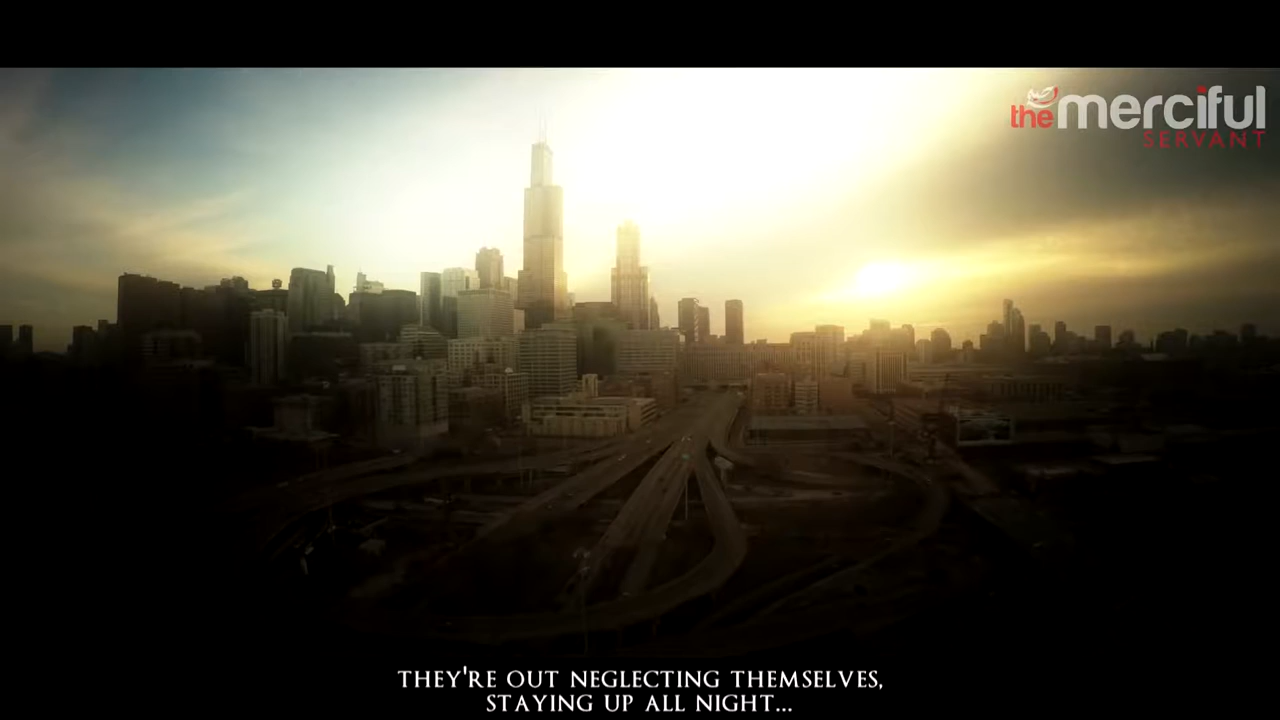 the merciful
SERVANT
THEY'RE OUT NEGLECTING THEMSELVES,
STAYING UP ALL NIGHT...